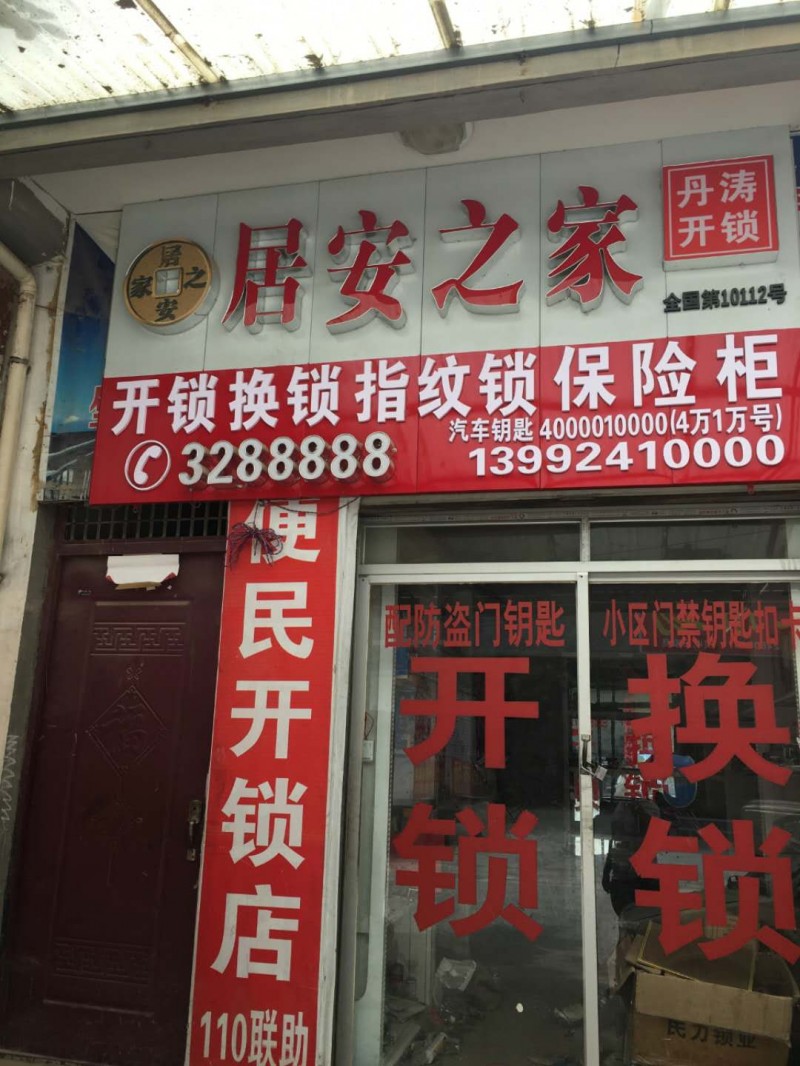 居安之家
居安之家
丹涛
开锁
全国第10112号
开锁换锁指纹锁保险柜
汽车钥匙 4000010000(4万1万号)
3288888
13992410000
便民开锁店
110联助
配防盗门钥匙
小区门禁钥匙扣卡
开锁
换锁
民力锁业